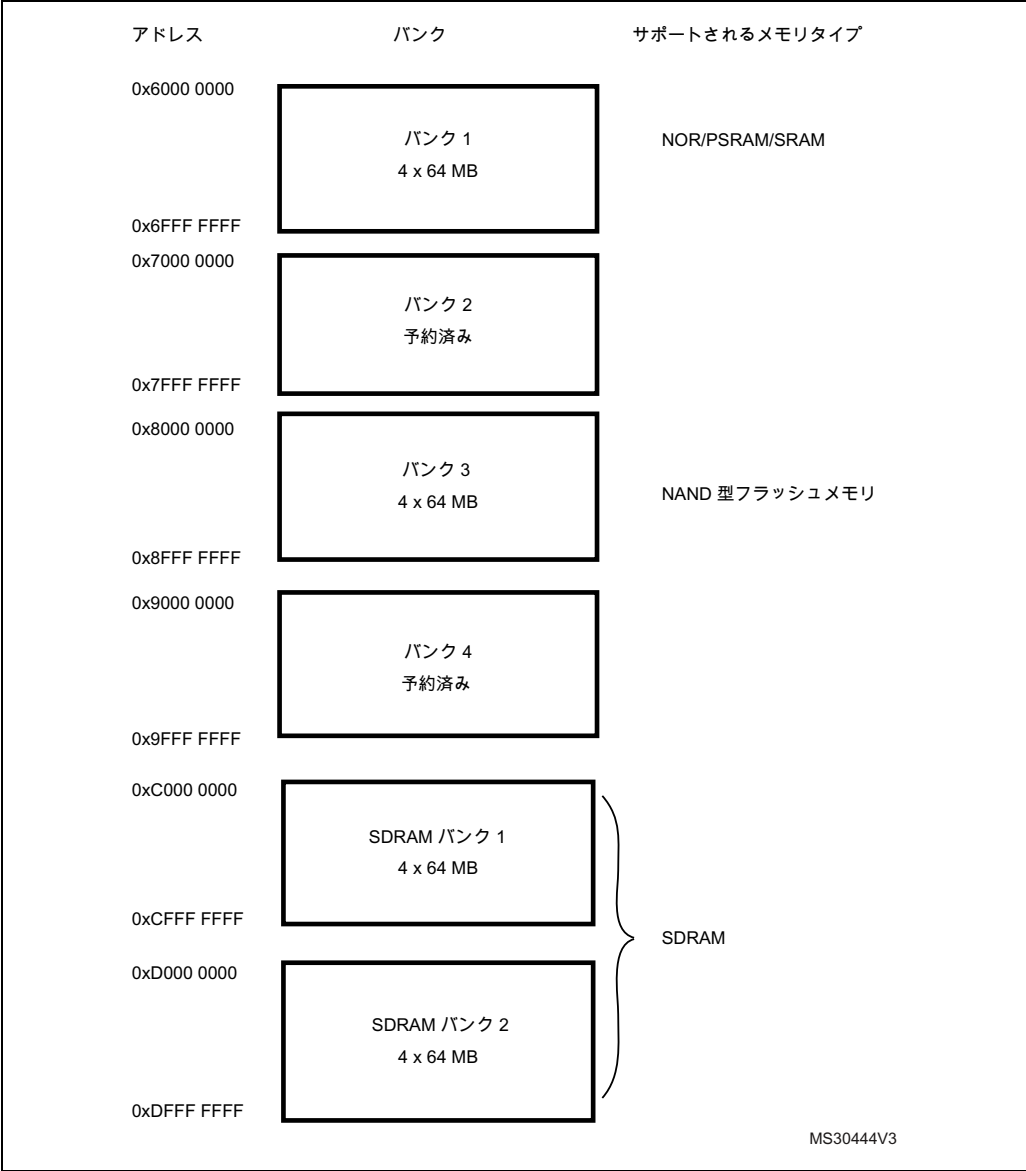 アドレス バンク サポートされるメモリタイプ
0x6000 0000
バンク 1
4 x 64 MB
NOR/PSRAM/SRAM
0x6FFF FFFF
0x7000 0000
バンク 2
予約済み
0x7FFF FFFF
0x8000 0000
バンク 3
4 x 64 MB
NAND 型フラッシュメモリ
0x8FFF FFFF
0x9000 0000
バンク 4
予約済み
0x9FFF FFFF
0xC000 0000
SDRAM バンク 1
4 x 64 MB
0xCFFF FFFF
SDRAM
0xD000 0000
SDRAM バンク 2
4 x 64 MB
0xDFFF FFFF
MS30444V3